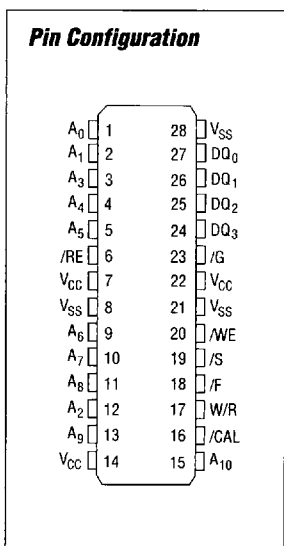 Pin Configuration
A0 1 28 VSS
A1 2 27 DQ0
A3 3 26 DQ1
A4 4 25 DQ2
A5 5 24 DQ3
/RE 6 23 /G
VCC 7 22 VCC
VSS 8 21 VSS
A6 9 20 /WE
A7 10 19 /S
A8 11 18 /F
A2 12 17 W/R
A9 13 16 /CAL
VCC 14 15 A10